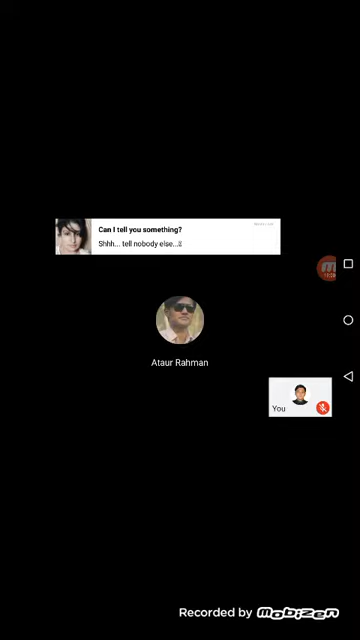 Can I tell you something?
Shhh... tell nobody else...
Ataur Rahman
You
Recorded by mobizen